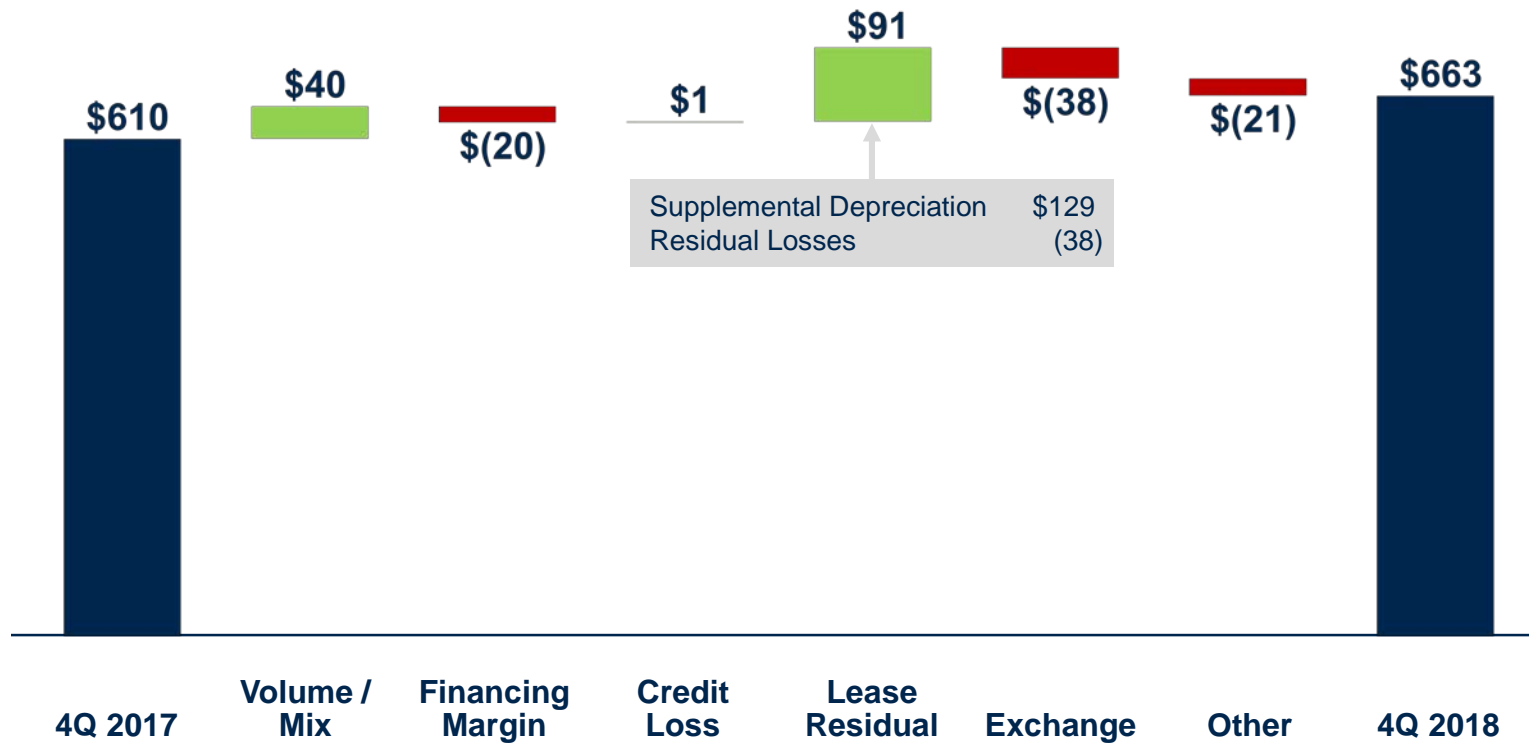 $610
$40
$(20)
$1
$91
$(38)
$(21)
$663
Supplemental Depreciation $129
Residual Losses (38)
4Q 2017
Volume /
Mix
Financing
Margin
Credit
Loss
Lease
Residual
Exchange
Other
4Q 2018